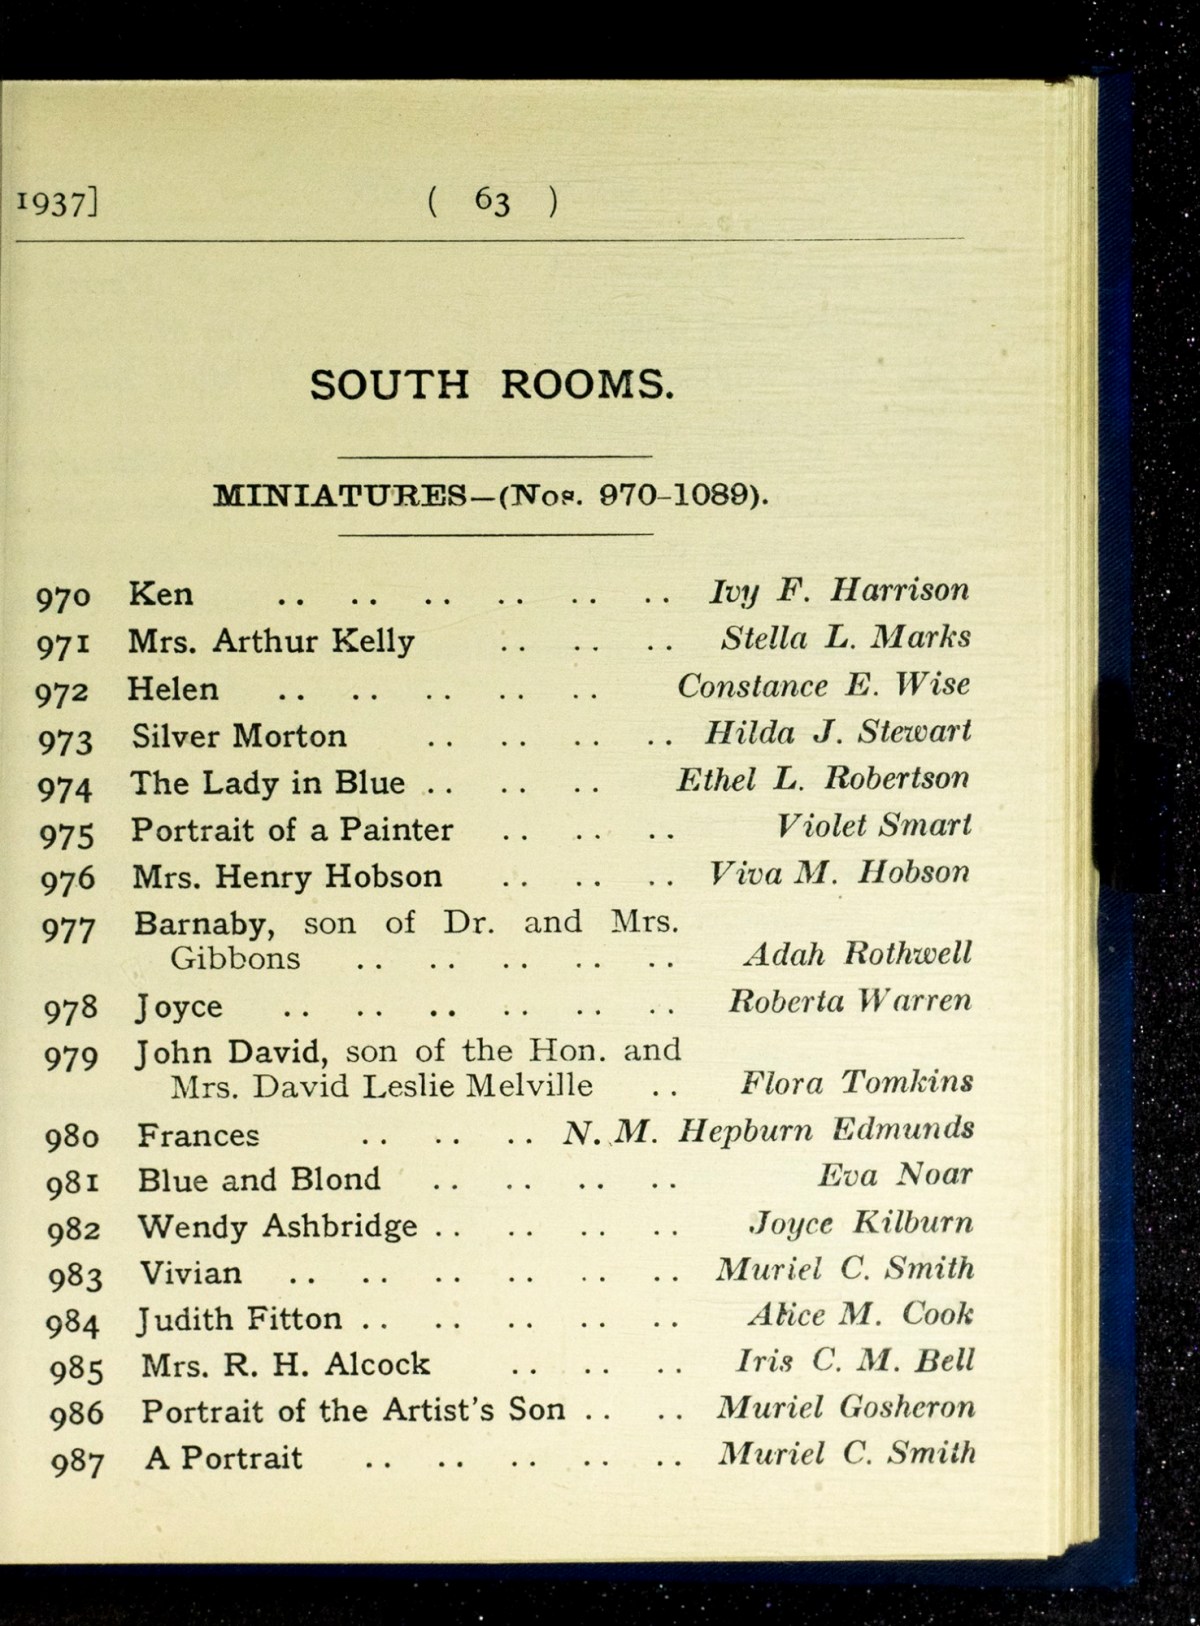 1937] ( 63 )
SOUTH ROOMS.
MINIATURES—(Nos. 970-1089).
970 Ken .. .. .. .. .. .. Ivy F. Harrison
971 Mrs. Arthur Kelly .. .. .. Stella L. Marks
972 Helen .. .. .. .. .. Constance E. Wise
973 Silver Morton .. .. .. .. Hilda J. Stewart
974 The Lady in Blue .. .. .. Ethel L. Robertson
975 Portrait of a Painter .. .. .. Violet Smart
976 Mrs. Henry Hobson .. .. .. Viva M. Hobson
977 Barnaby, son of Dr. and Mrs.
Gibbons .. .. .. .. .. Adah Rothwell
978 Joyce .. .. .. .. .. .. Roberta Warren
979 John David, son of the Hon. and
Mrs. David Leslie Melville .. Flora Tomkins
980 Frances .. .. .. N. M. Hepburn Edmunds
981 Blue and Blond .. .. .. .. Eva Noar
982 Wendy Ashbridge .. .. .. .. Joyce Kilburn
983 Vivian .. .. .. .. .. .. Muriel C. Smith
984 Judith Fitton .. .. .. .. .. Alice M. Cook
985 Mrs. R. H. Alcock .. .. .. Iris C. M. Bell
986 Portrait of the Artist's Son .. .. Muriel Gosheron
987 A Portrait .. .. .. .. .. Muriel C. Smith